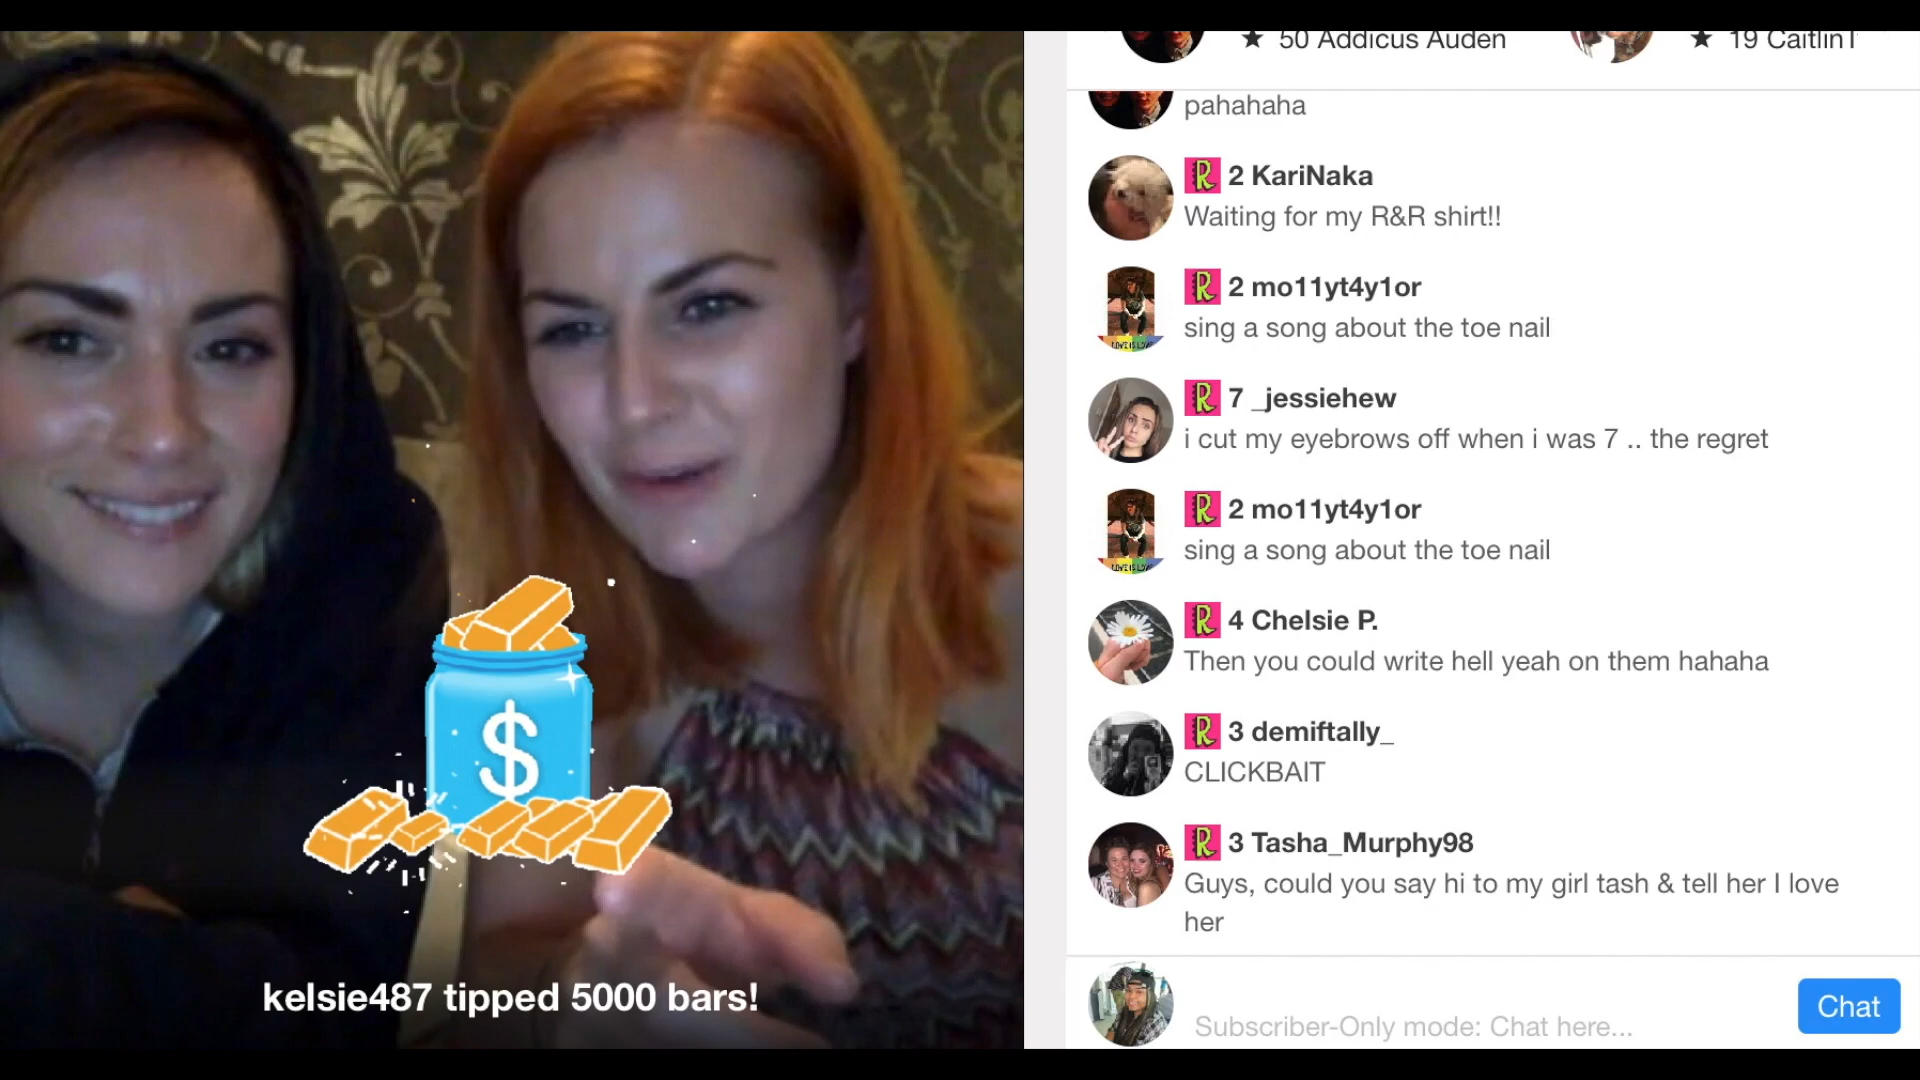 ★ 50 Addicus Auden
★ 19 Caitlin
pahahaha
R 2 KariNaka
Waiting for my R&R shirt!!
R 2 mo11yt4y1or
sing a song about the toe nail
R 7 _jessiehew
i cut my eyebrows off when i was 7 .. the regret
R 2 mo11yt4y1or
sing a song about the toe nail
R 4 Chelsie P.
Then you could write hell yeah on them hahaha
R 3 demiftally_
CLICKBAIT
R 3 Tasha_Murphy98
Guys, could you say hi to my girl tash & tell her I love
her
Subscriber-Only mode: Chat here...
Chat
$
kelsie487 tipped 5000 bars!